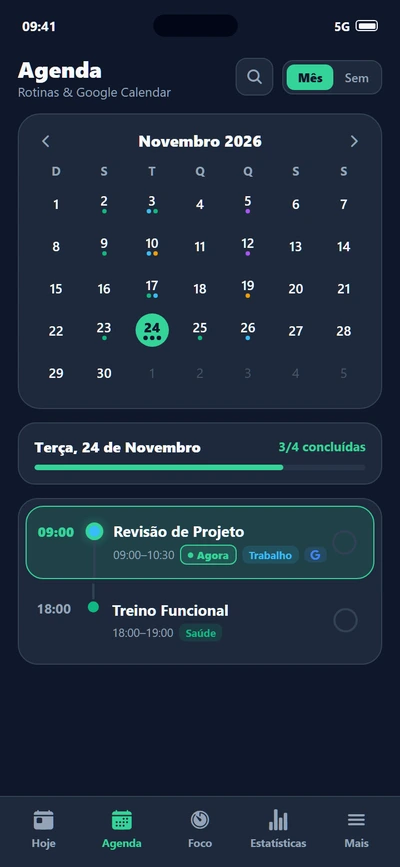 09:41 5G
Agenda
Rotinas & Google Calendar
Mês Sem
Novembro 2026
D S T Q Q S S
1 2 3 4 5 6 7
8 9 10 11 12 13 14
15 16 17 18 19 20 21
22 23 24 25 26 27 28
29 30 1 2 3 4 5
Terça, 24 de Novembro 3/4 concluídas
09:00 Revisão de Projeto
09:00–10:30 Agora Trabalho G
18:00 Treino Funcional
18:00–19:00 Saúde
Hoje Agenda Foco Estatísticas Mais